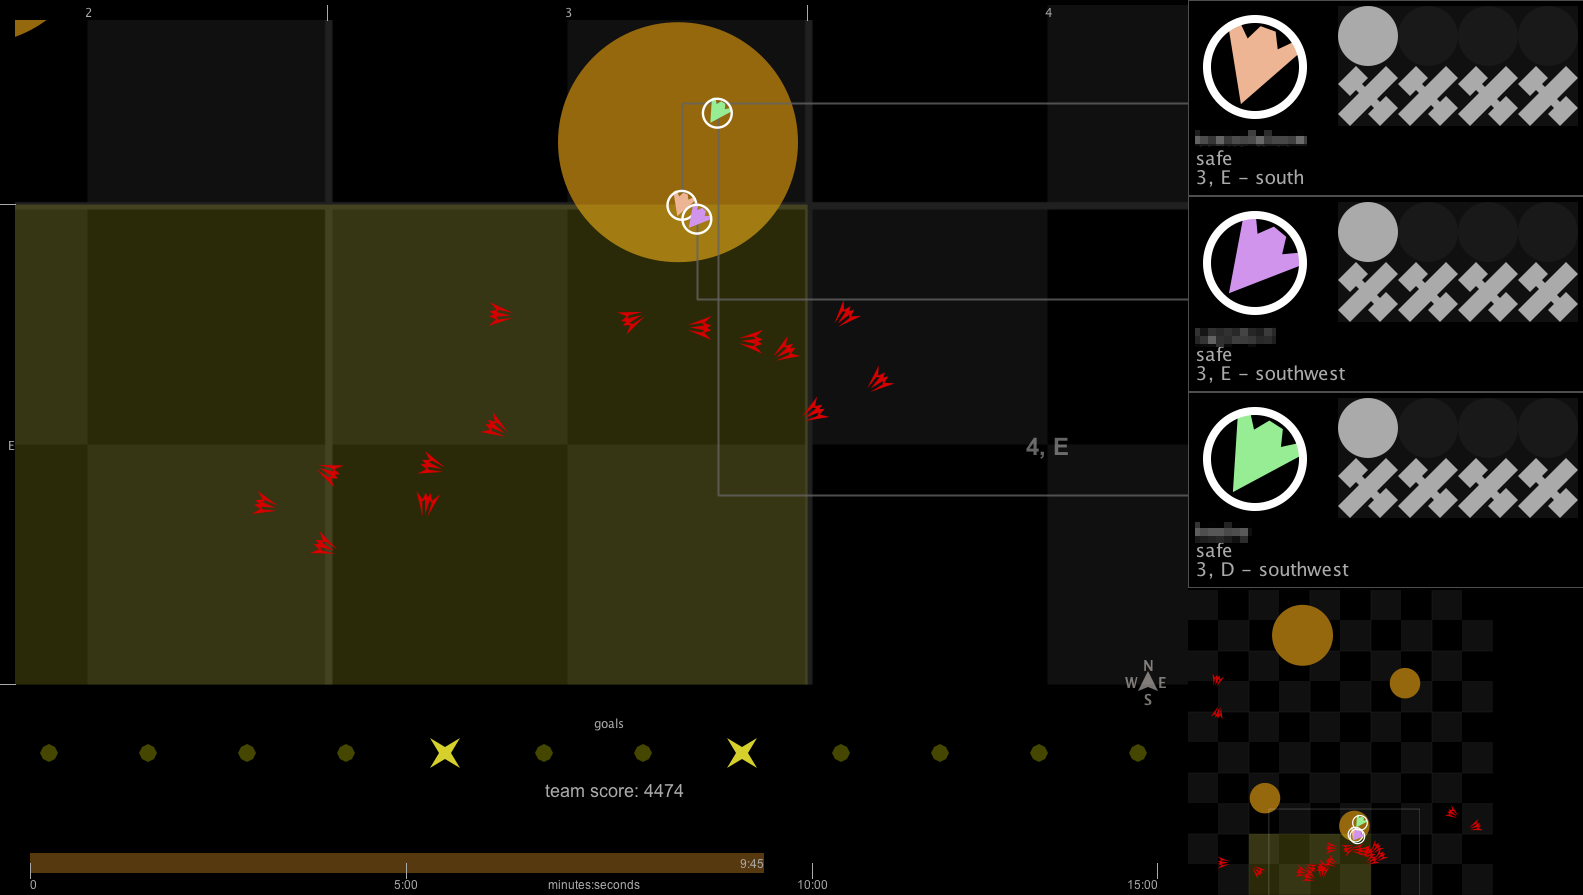 2
3
4
E
4, E
N
W E
S
goals
team score: 4474
9:45
0
5:00
minutes:seconds
10:00
15:00
safe
3, E – south
safe
3, E – southwest
safe
3, D – southwest